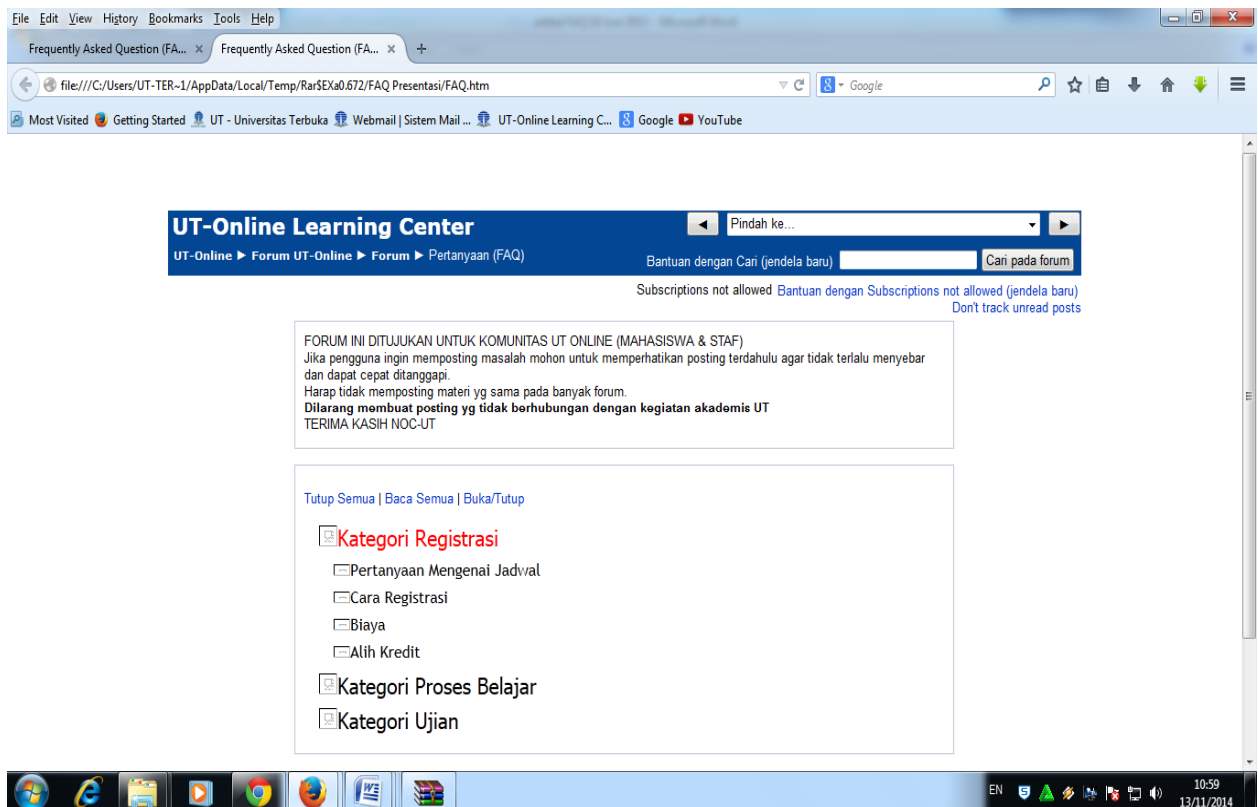 File Edit View History Bookmarks Tools Help
Frequently Asked Question (FA... × Frequently Asked Question (FA... × +
file:///C:/Users/UT-TER~1/AppData/Local/Temp/Rar$EXa0.672/FAQ Presentasi/FAQ.htm Google
Most Visited Getting Started UT - Universitas Terbuka Webmail | Sistem Mail ... UT-Online Learning C... Google YouTube
UT-Online Learning Center Pindah ke...
UT-Online ► Forum UT-Online ► Forum ► Pertanyaan (FAQ) Bantuan dengan Cari (jendela baru) Cari pada forum
Subscriptions not allowed Bantuan dengan Subscriptions not allowed (jendela baru)
Don't track unread posts
FORUM INI DITUJUKAN UNTUK KOMUNITAS UT ONLINE (MAHASISWA & STAF)
Jika pengguna ingin memposting masalah mohon untuk memperhatikan posting terdahulu agar tidak terlalu menyebar
dan dapat cepat ditanggapi.
Harap tidak memposting materi yg sama pada banyak forum.
Dilarang membuat posting yg tidak berhubungan dengan kegiatan akademis UT
TERIMA KASIH NOC-UT
Tutup Semua | Baca Semua | Buka/Tutup
Kategori Registrasi
Pertanyaan Mengenai Jadwal
Cara Registrasi
Biaya
Alih Kredit
Kategori Proses Belajar
Kategori Ujian
EN 10:59
13/11/2014